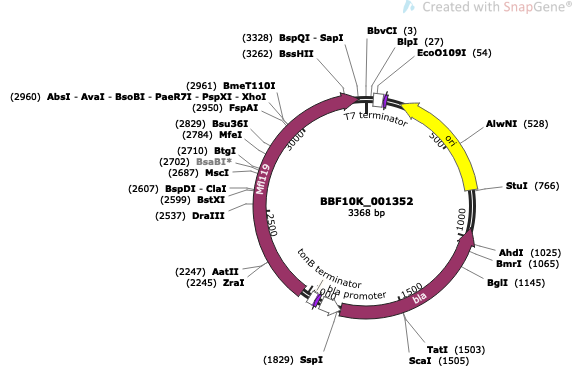 Created with SnapGene®
(3328) BspQI - SapI
BbvCI (3)
BlpI (27)
(3262) BssHII
EcoO109I (54)
(2961) BmeT110I
(2960) AbsI - AvaI - BsoBI - PaeR7I - PspXI - XhoI
(2950) FspAI
T7 terminator
ori
(2829) Bsu36I
AlwNI (528)
(2784) MfeI
3000
500
(2710) BtgI
(2702) BsaBI*
(2687) MscI
Mfl119
(2607) BspDI - ClaI
StuI (766)
(2599) BstXI
BBF10K_001352
3368 bp
(2537) DraIII
2500
1000
AhdI (1025)
BmrI (1065)
tonB terminator
BglI (1145)
(2247) AatII
(2245) ZraI
bla promoter
1500
bla
TatI (1503)
(1829) SspI
ScaI (1505)